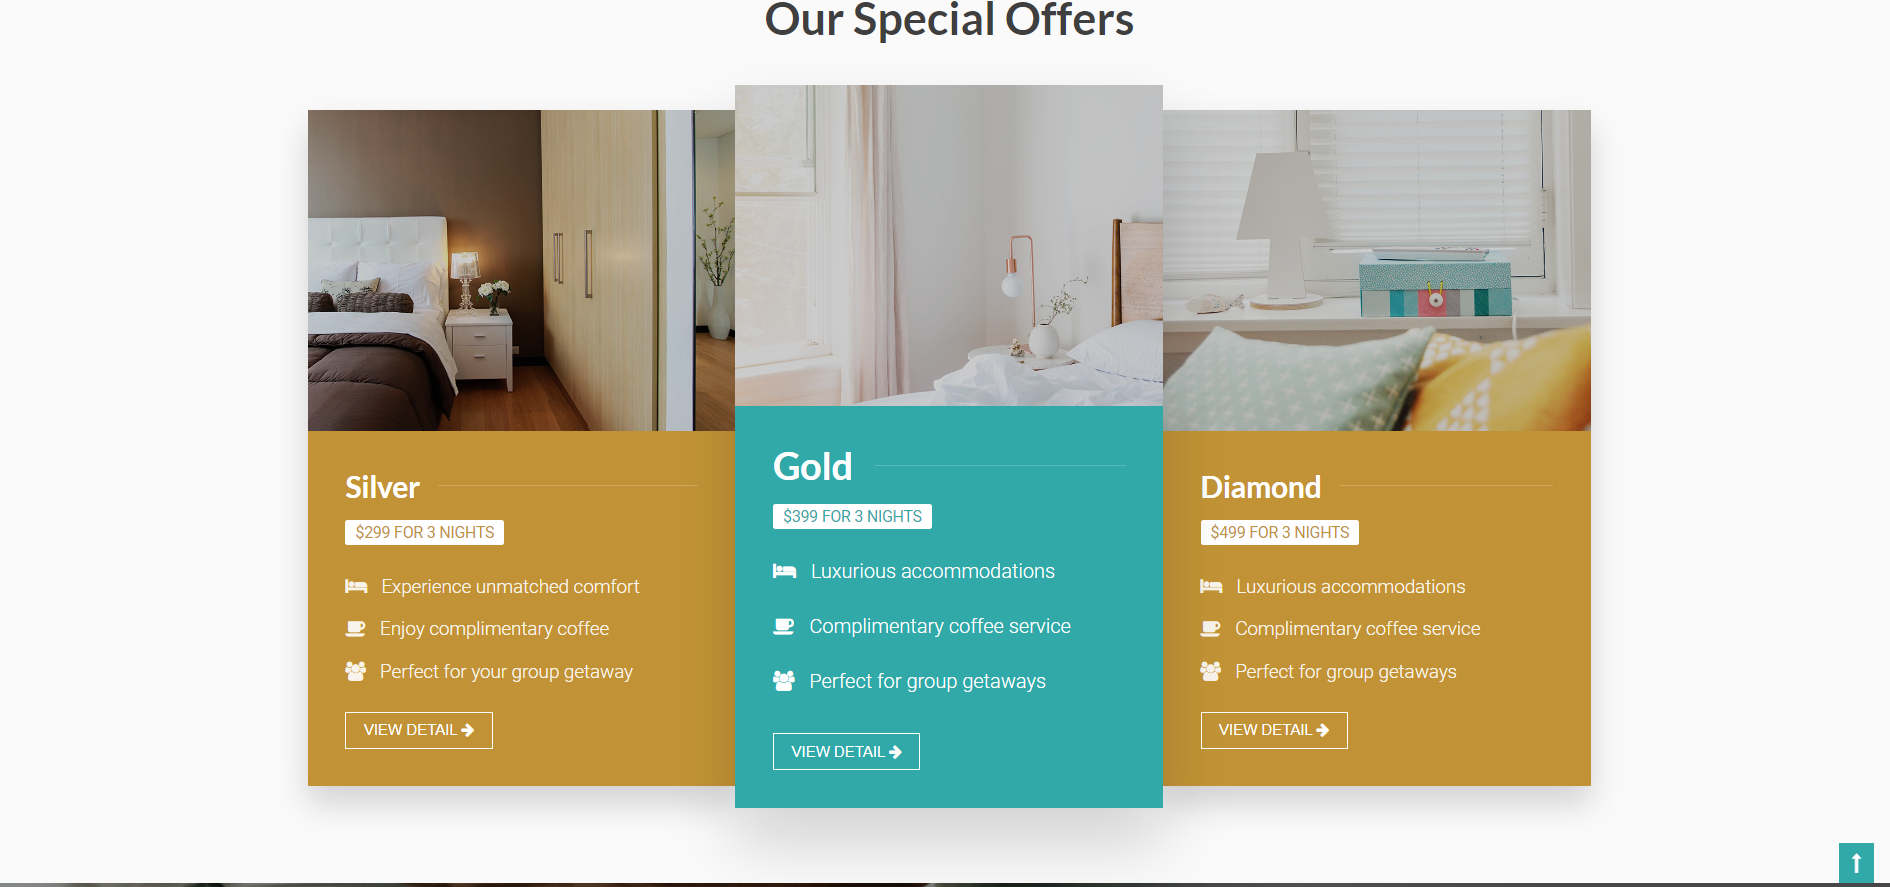 Our Special Offers
Silver
$299 FOR 3 NIGHTS
Experience unmatched comfort
Enjoy complimentary coffee
Perfect for your group getaway
VIEW DETAIL
Gold
$399 FOR 3 NIGHTS
Luxurious accommodations
Complimentary coffee service
Perfect for group getaways
VIEW DETAIL
Diamond
$499 FOR 3 NIGHTS
Luxurious accommodations
Complimentary coffee service
Perfect for group getaways
VIEW DETAIL